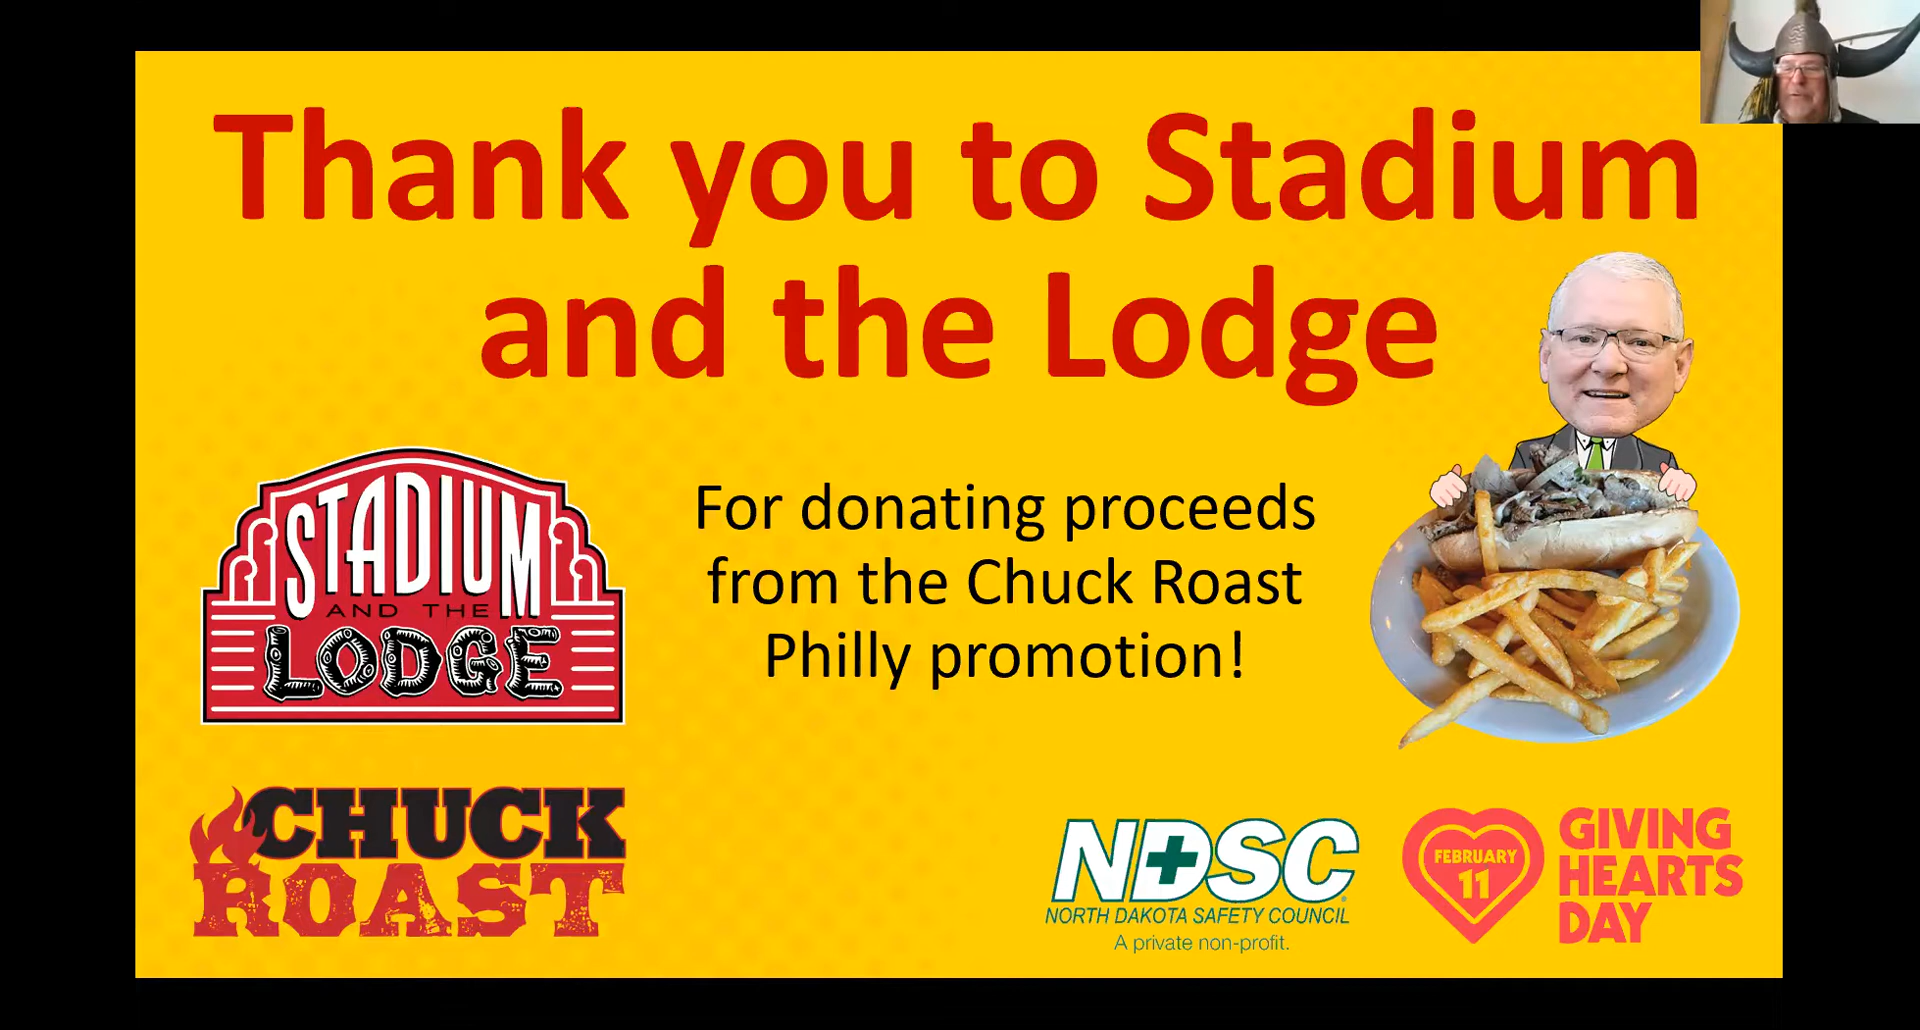 Thank you to Stadium
and the Lodge
STADIUM
AND THE
LODGE
For donating proceeds
from the Chuck Roast
Philly promotion!
CHUCK
ROAST
NDSC
NORTH DAKOTA SAFETY COUNCIL
A private non-profit.
FEBRUARY
11
GIVING
HEARTS
DAY